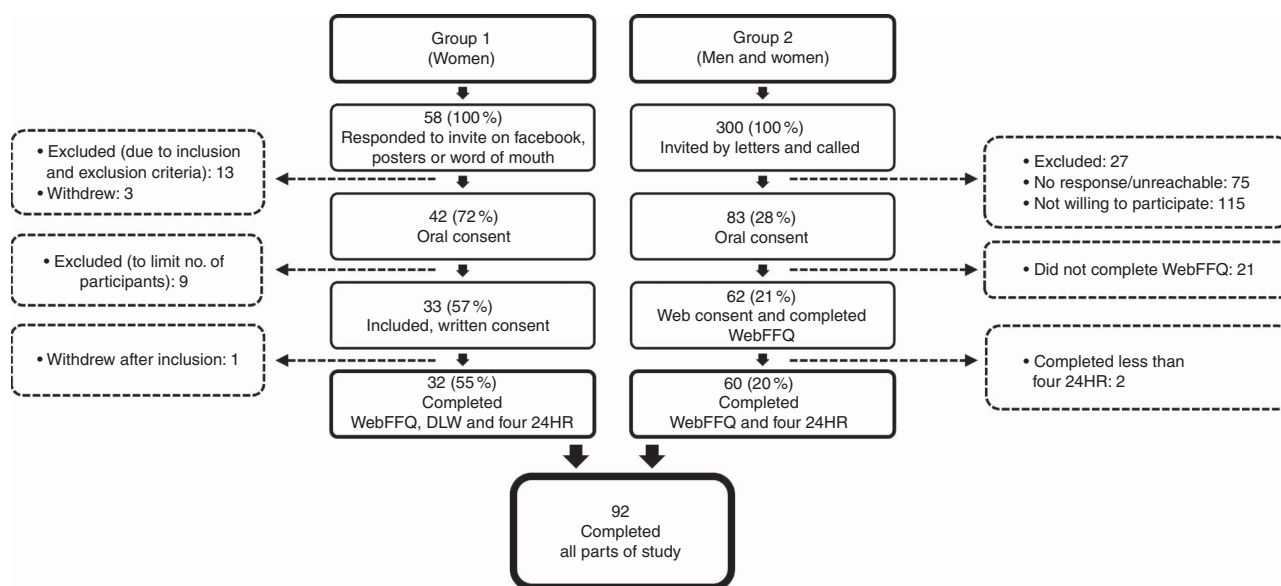 Group 1
(Women)
Group 2
(Men and women)
58 (100 %)
Responded to invite on facebook,
posters or word of mouth
300 (100 %)
Invited by letters and called
• Excluded (due to inclusion
and exclusion criteria): 13
• Withdrew: 3
• Excluded: 27
• No response/unreachable: 75
• Not willing to participate: 115
42 (72 %)
Oral consent
83 (28 %)
Oral consent
• Excluded (to limit no. of
participants): 9
• Did not complete WebFFQ: 21
33 (57 %)
Included, written consent
62 (21 %)
Web consent and completed
WebFFQ
• Withdrew after inclusion: 1
• Completed less than
four 24HR: 2
32 (55 %)
Completed
WebFFQ, DLW and four 24HR
60 (20 %)
Completed
WebFFQ and four 24HR
92
Completed
all parts of study